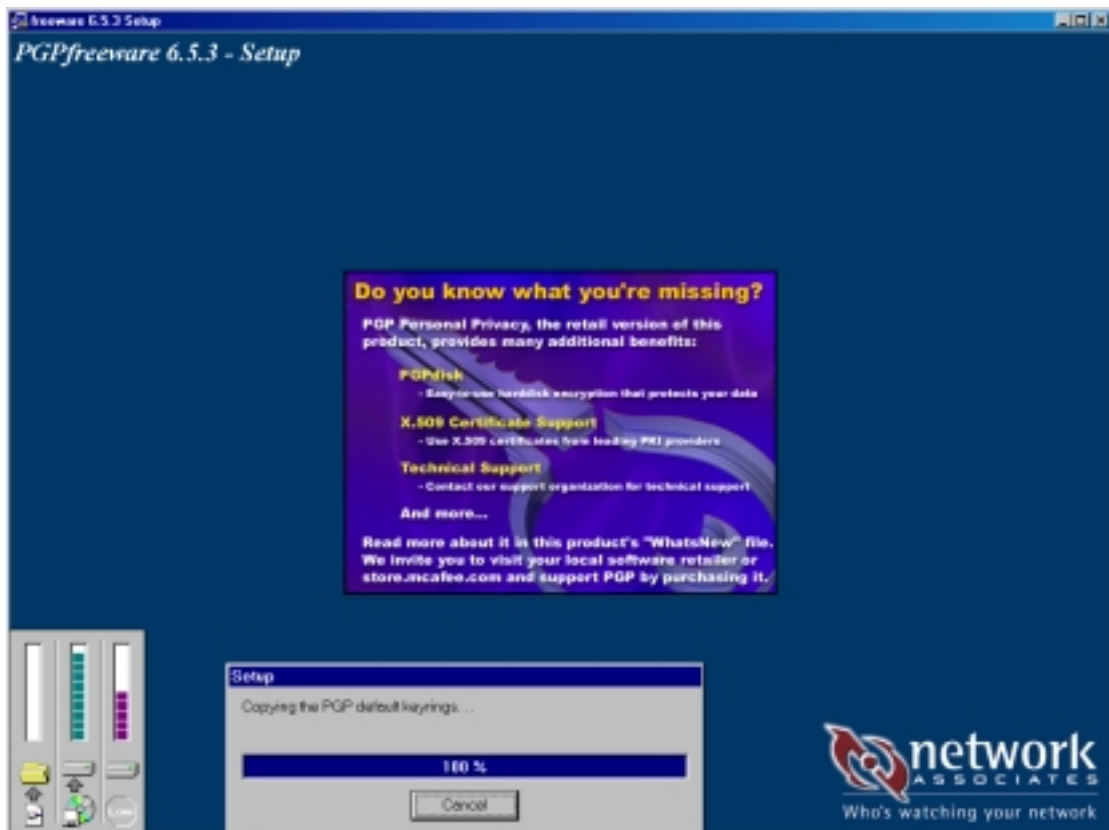 freeware 6.5.3 Setup
PGPfreeware 6.5.3 - Setup
Do you know what you're missing?
PGP Personal Privacy, the retail version of this
product, provides many additional benefits:
PGPdisk
- Easy-to-use harddisk encryption that protects your data
X.509 Certificate Support
- Use X.509 certificates from leading PKI providers
Technical Support
- Contact our support organization for technical support
And more...
Read more about it in this product's "WhatsNew" file.
We invite you to visit your local software retailer or
store.mcafee.com and support PGP by purchasing it.
Setup
Copying the PGP default keyrings. . .
100 %
Cancel
network
ASSOCIATES
Who's watching your network